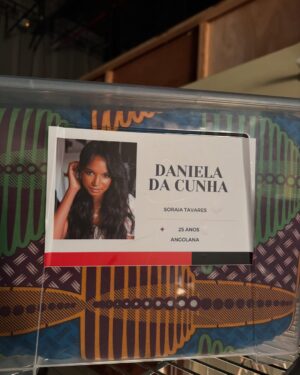 DANIELA
DA CUNHA
SORAIA TAVARES
25 ANOS
ANGOLANA